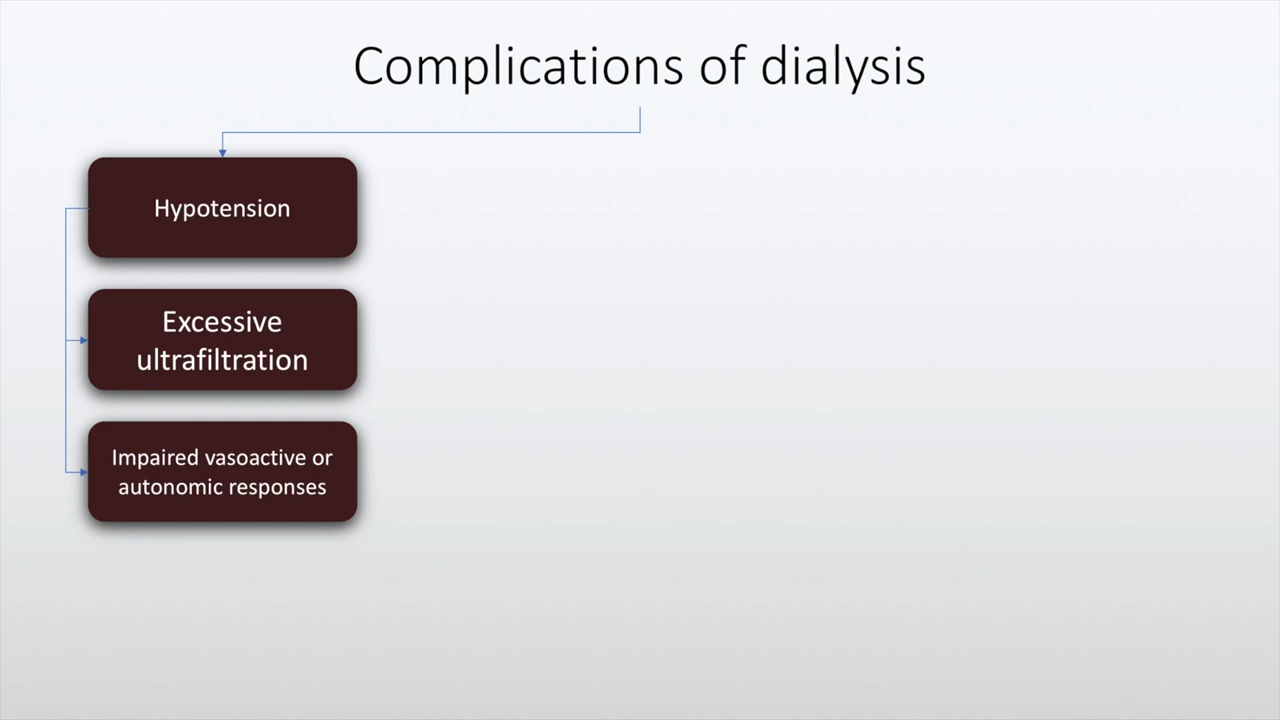 Complications of dialysis
Hypotension
Excessive
ultrafiltration
Impaired vasoactive or
autonomic responses